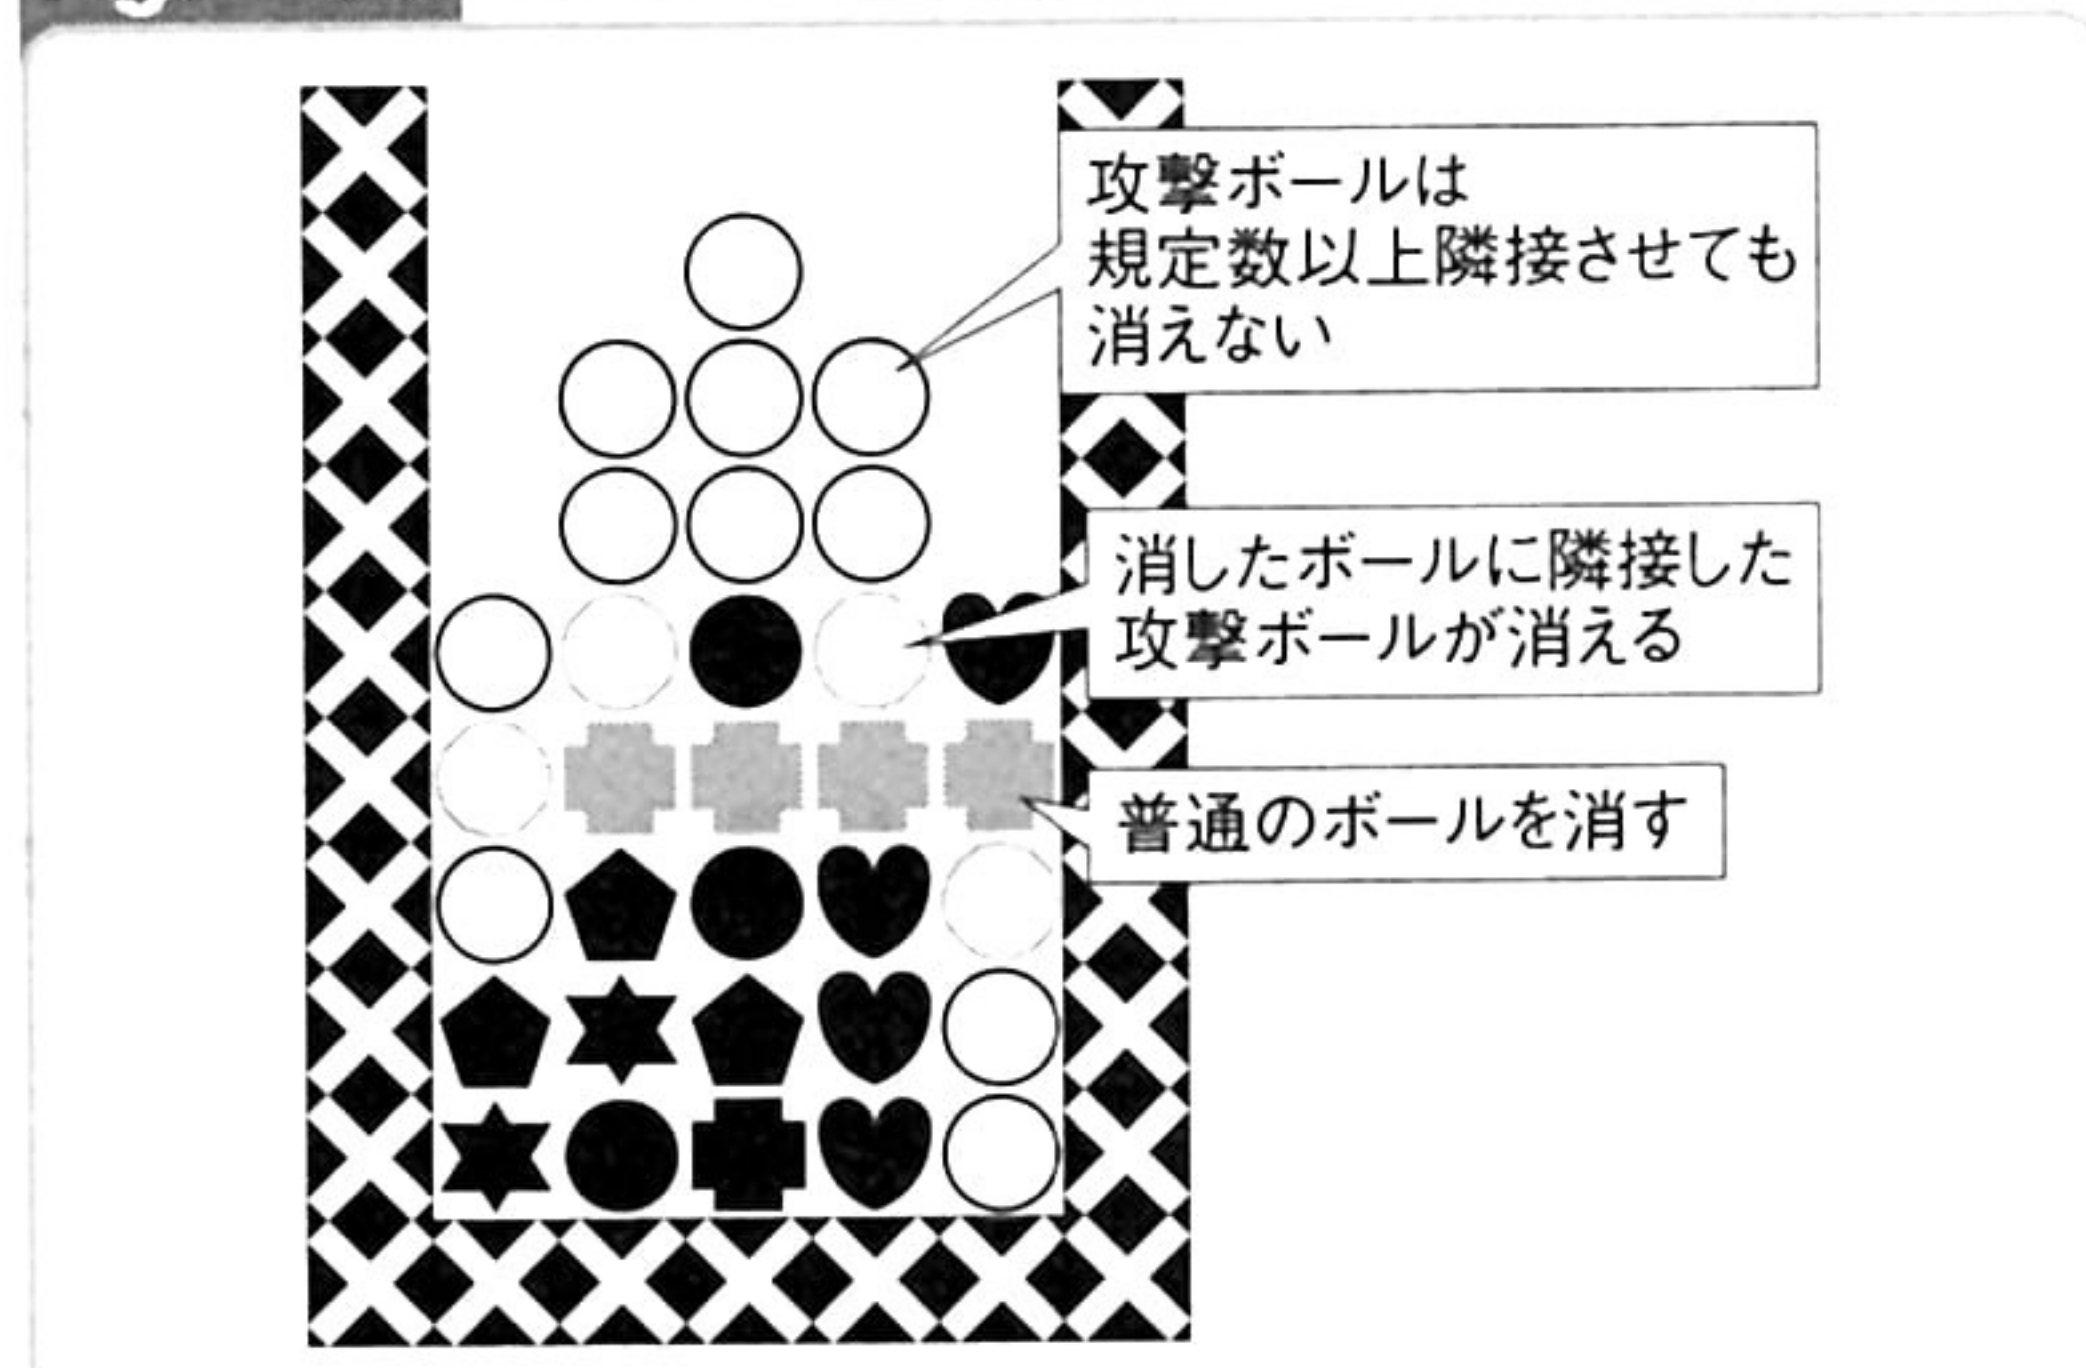 攻撃ボールは
規定数以上隣接させても
消えない
消したボールに隣接した
攻撃ボールが消える
普通のボールを消す